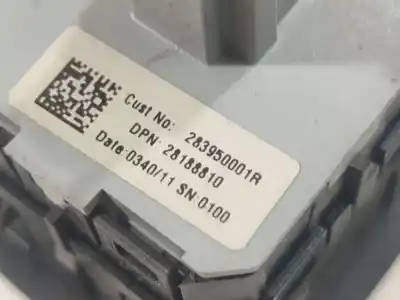 Cust No: 283950001R
DPN: 28188810
Date:0340/11 SN:0100